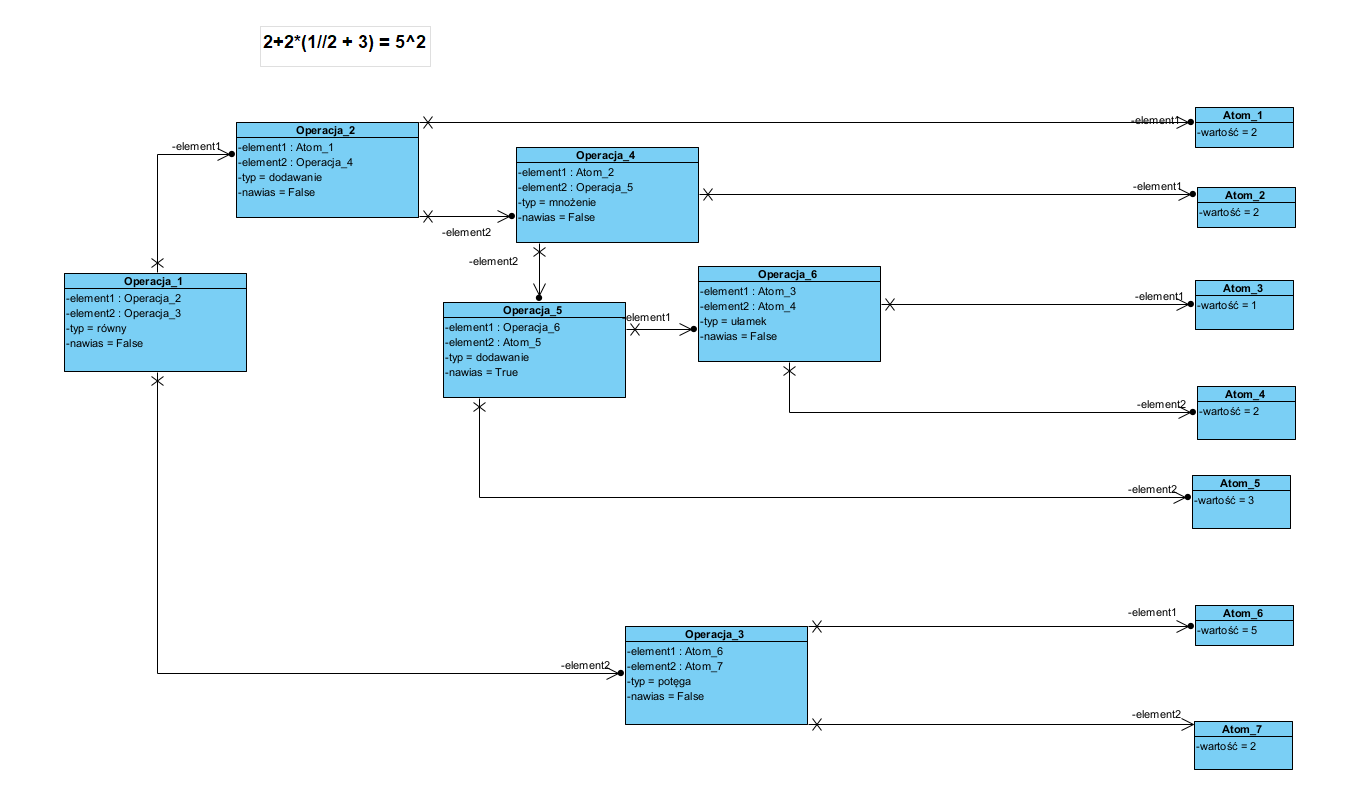 2+2*(1//2 + 3) = 5^2
-element1
Atom_1
-wartość = 2
Operacja_2
-element1 : Atom_1
-element2 : Operacja_4
-typ = dodawanie
-nawias = False
-element1
Operacja_4
-element1 : Atom_2
-element2 : Operacja_5
-typ = mnożenie
-nawias = False
-element1
Atom_2
-wartość = 2
-element2
-element2
Operacja_1
-element1 : Operacja_2
-element2 : Operacja_3
-typ = równy
-nawias = False
Operacja_6
-element1 : Atom_3
-element2 : Atom_4
-typ = ułamek
-nawias = False
-element1
Atom_3
-wartość = 1
Operacja_5
-element1 : Operacja_6
-element2 : Atom_5
-typ = dodawanie
-nawias = True
-element1
-element2
Atom_4
-wartość = 2
-element2
Atom_5
-wartość = 3
-element1
Atom_6
-wartość = 5
-element2
Operacja_3
-element1 : Atom_6
-element2 : Atom_7
-typ = potęga
-nawias = False
-element2
Atom_7
-wartość = 2